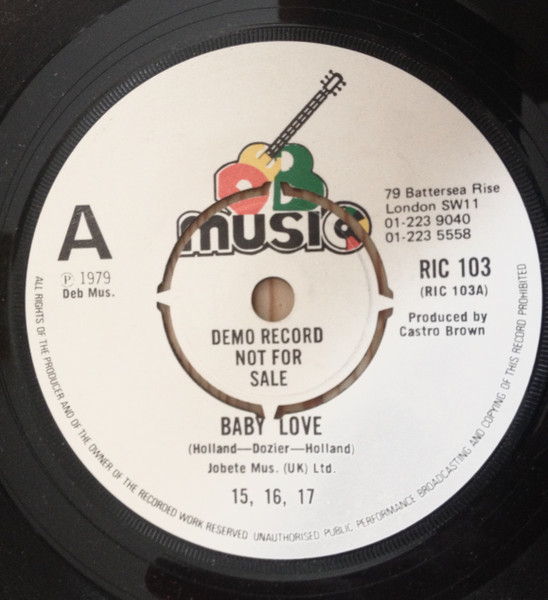 DEB
MUSIC
79 Battersea Rise
London SW11
01-223 9040
01-223 5558
A
Ⓟ 1979
Deb Mus.
RIC 103
(RIC 103A)
Produced by
Castro Brown
DEMO RECORD
NOT FOR
SALE
BABY LOVE
(Holland—Dozier—Holland)
Jobete Mus. (UK) Ltd.
15, 16, 17
ALL RIGHTS OF THE PRODUCER AND OF THE OWNER OF THE RECORDED WORK RESERVED UNAUTHORISED PUBLIC PERFORMANCE BROADCASTING AND COPYING OF THIS RECORD PROHIBITED